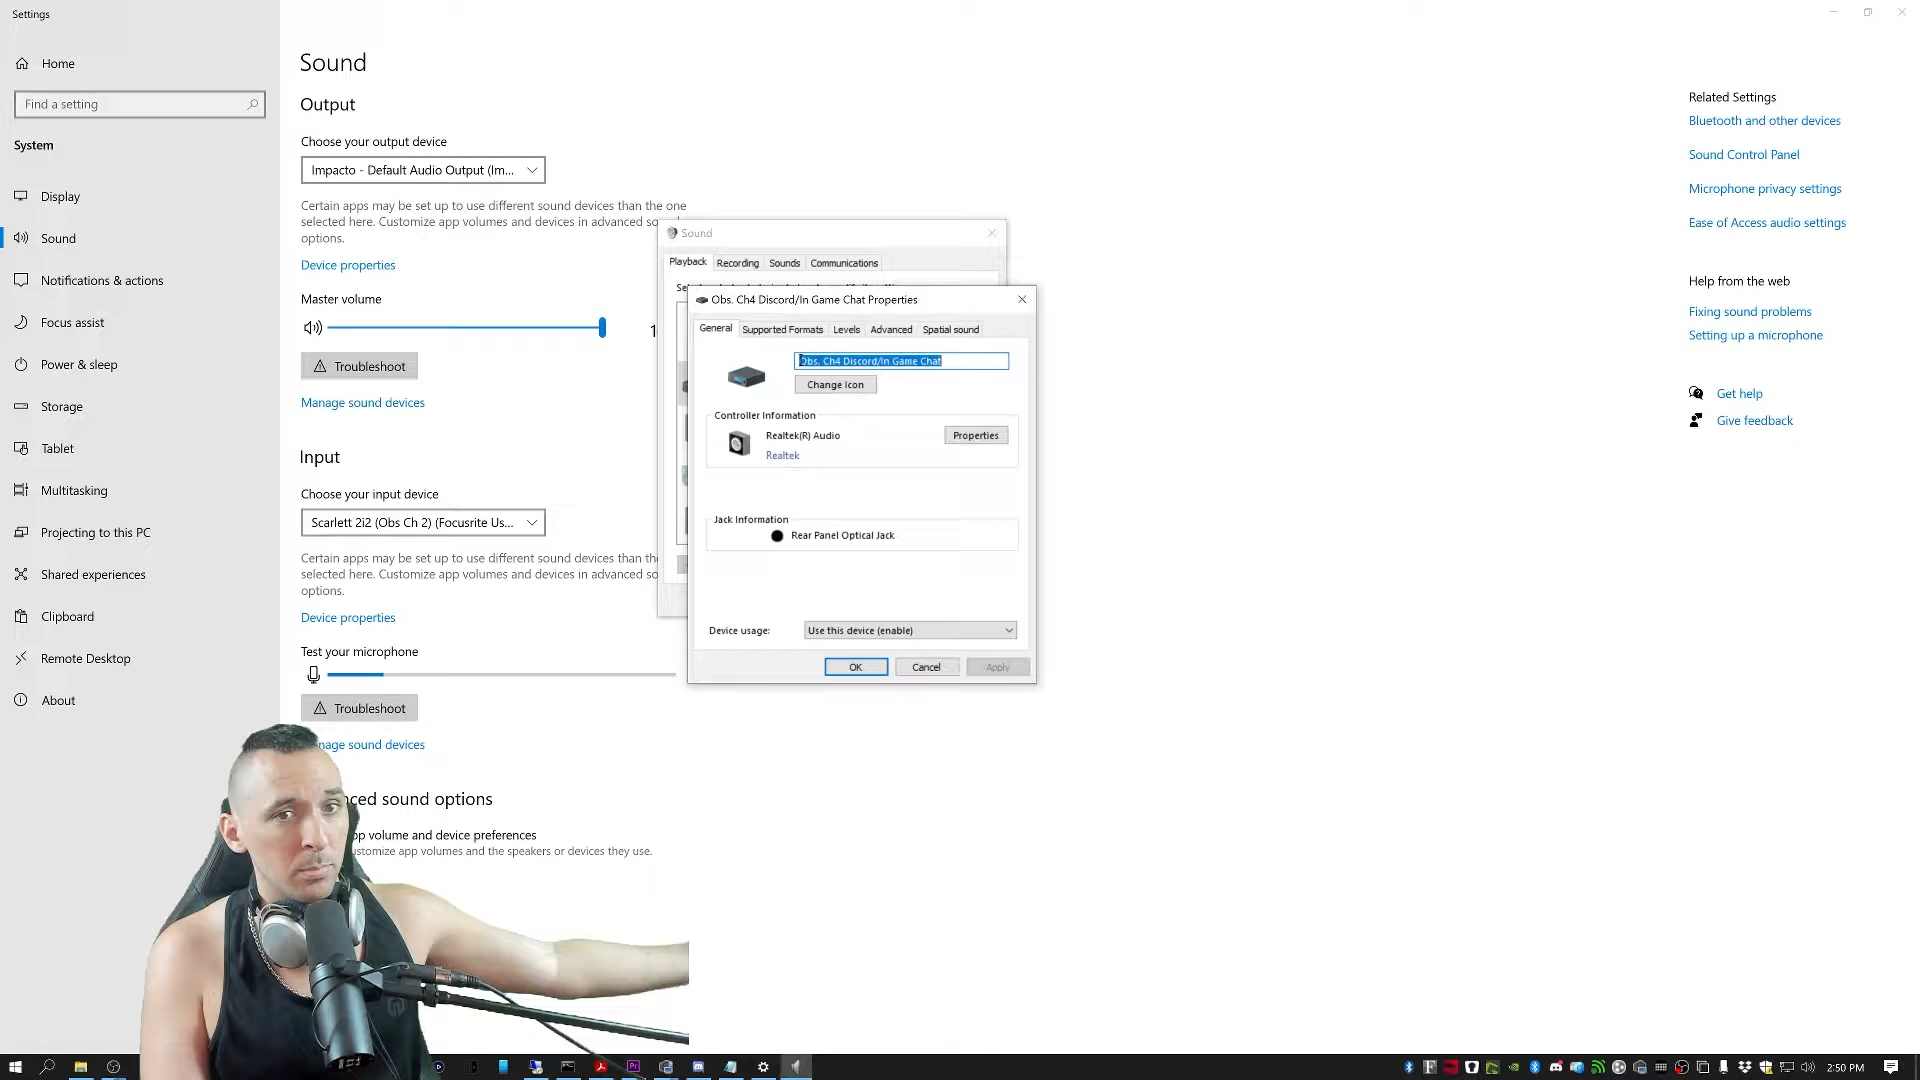 Settings
Home
Find a setting
System
Display
Sound
Notifications & actions
Focus assist
Power & sleep
Storage
Tablet
Multitasking
Projecting to this PC
Shared experiences
Clipboard
Remote Desktop
About
Sound
Output
Choose your output device
Impacto - Default Audio Output (Im...
Certain apps may be set up to use different sound devices than the one
selected here. Customize app volumes and devices in advanced so
options.
Device properties
Master volume
1
Troubleshoot
Manage sound devices
Input
Choose your input device
Scarlett 2i2 (Obs Ch 2) (Focusrite Us...
Certain apps may be set up to use different sound devices than the
selected here. Customize app volumes and devices in advanced so
options.
Device properties
Test your microphone
Troubleshoot
nage sound devices
ced sound options
pp volume and device preferences
ustomize app volumes and the speakers or devices they use.
Sound
Playback
Recording
Sounds
Communications
Obs. Ch4 Discord/In Game Chat Properties
General
Supported Formats
Levels
Advanced
Spatial sound
Obs. Ch4 Discord/In Game Chat
Change Icon
Controller Information
Realtek(R) Audio
Properties
Realtek
Jack Information
Rear Panel Optical Jack
Device usage:
Use this device (enable)
OK
Cancel
Apply
Related Settings
Bluetooth and other devices
Sound Control Panel
Microphone privacy settings
Ease of Access audio settings
Help from the web
Fixing sound problems
Setting up a microphone
Get help
Give feedback
2:50 PM